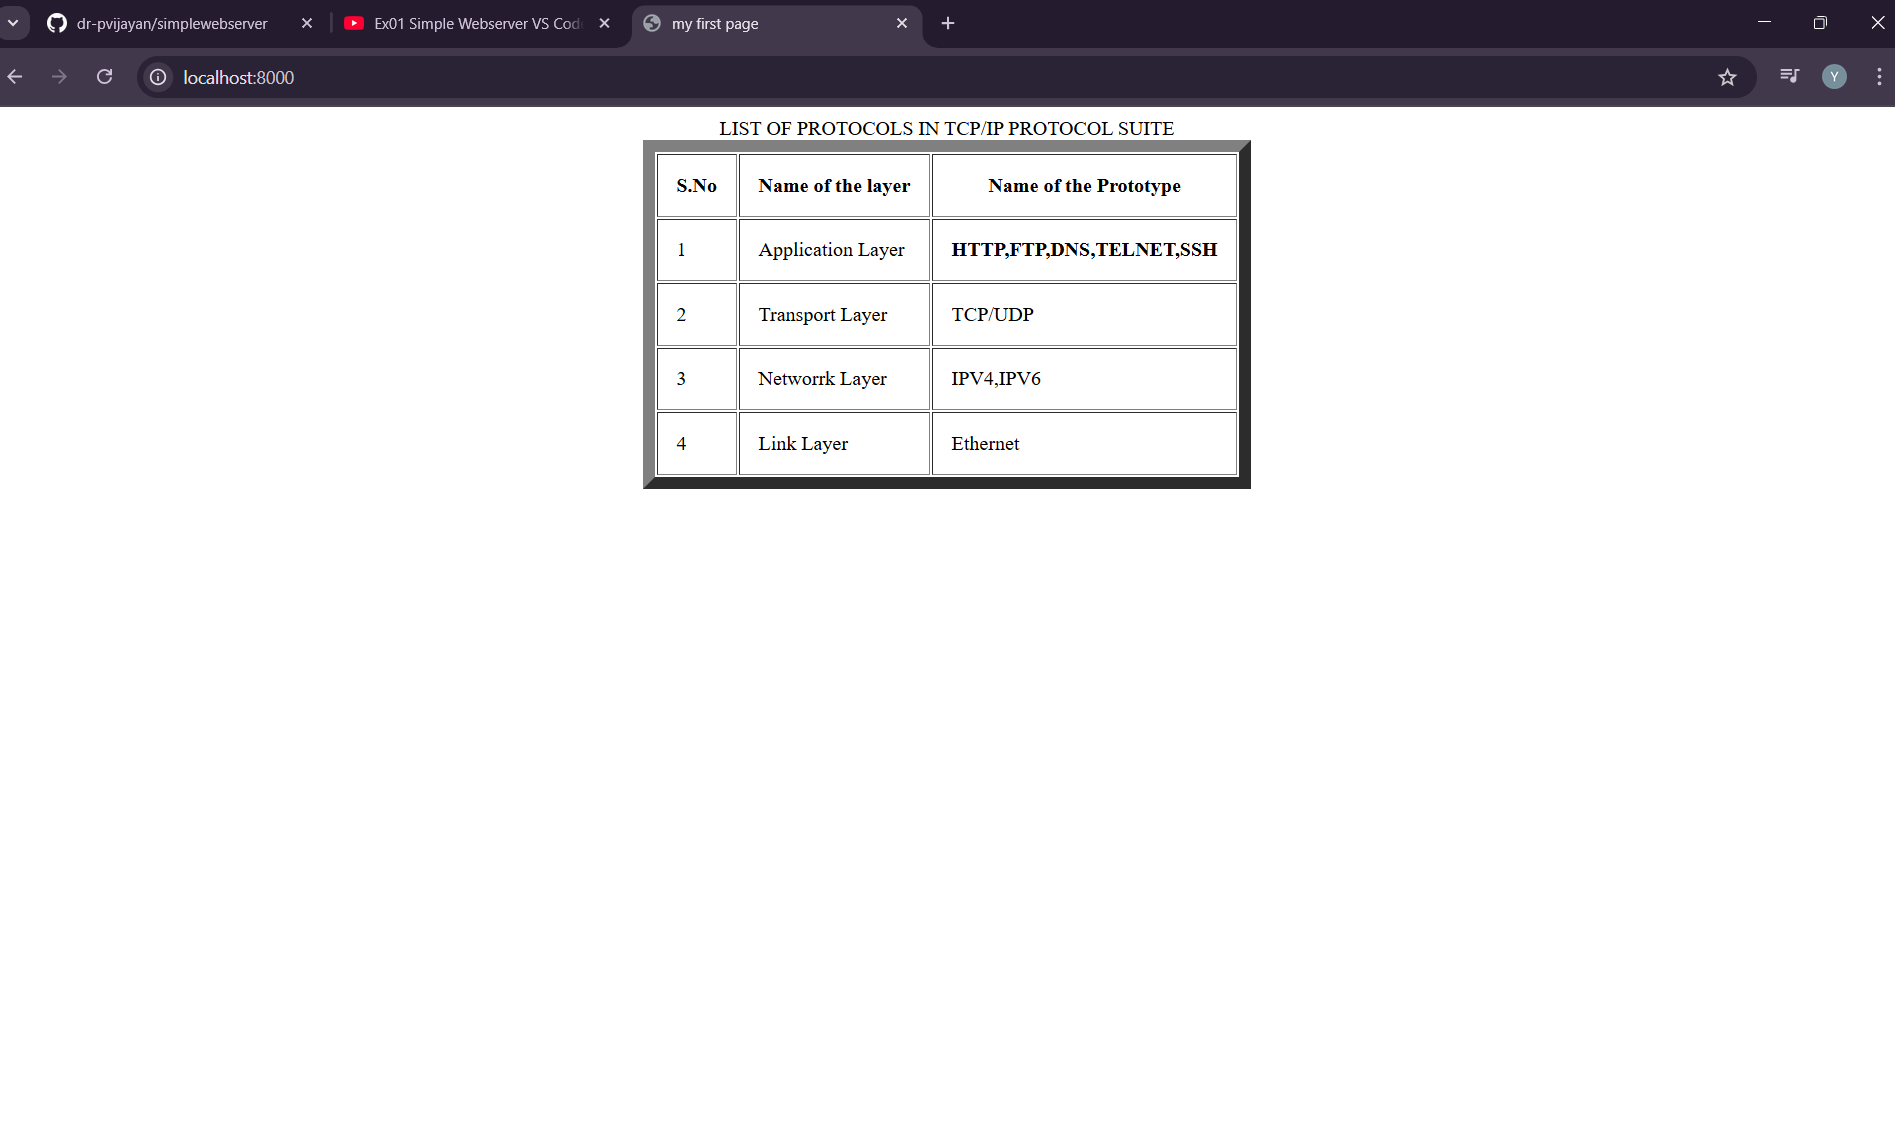 dr-pvijayan/simplewebserver
Ex01 Simple Webserver VS Cod
my first page
localhost:8000
Y
LIST OF PROTOCOLS IN TCP/IP PROTOCOL SUITE
S.No Name of the layer Name of the Prototype
1 Application Layer HTTP,FTP,DNS,TELNET,SSH
2 Transport Layer TCP/UDP
3 Networrk Layer IPV4,IPV6
4 Link Layer Ethernet